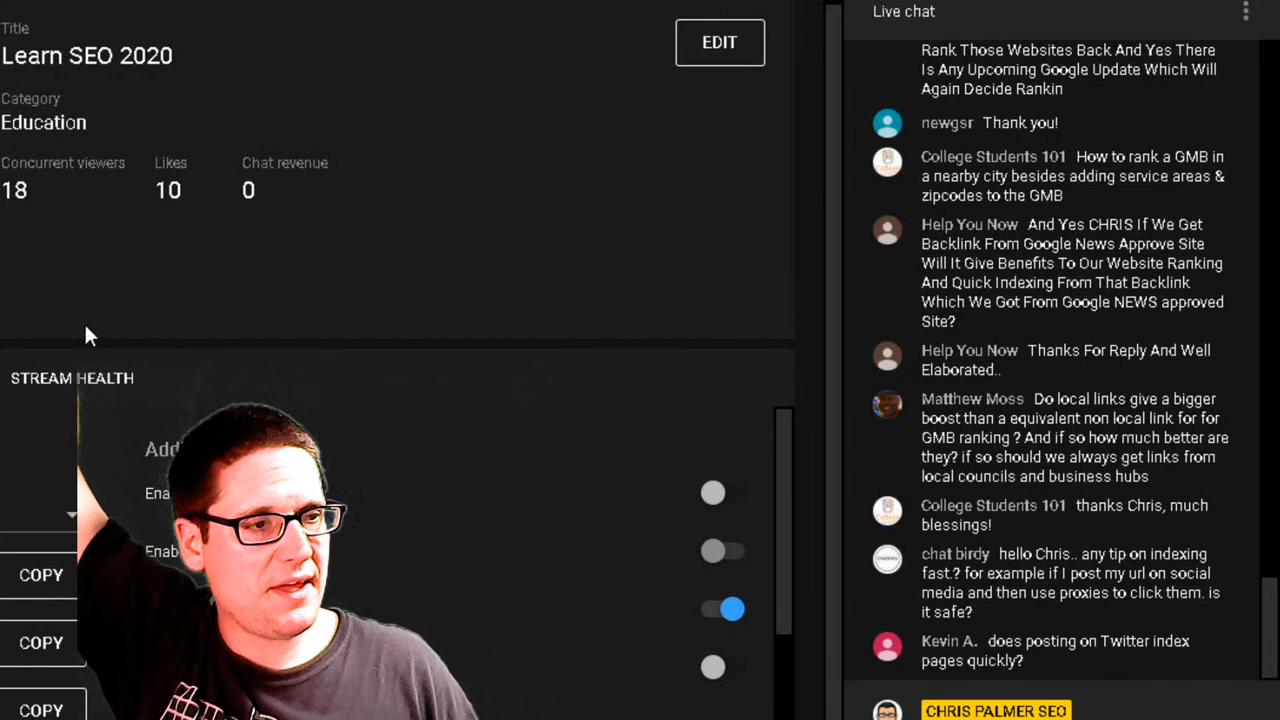 Title
Learn SEO 2020
EDIT
Category
Education
Concurrent viewers
Likes
Chat revenue
18
10
0
STREAM HEALTH
Add
Ena
Enab
COPY
COPY
COPY
Live chat
Rank Those Websites Back And Yes There
Is Any Upcoming Google Update Which Will
Again Decide Rankin
newgsr Thank you!
College Students 101 How to rank a GMB in
a nearby city besides adding service areas &
zipcodes to the GMB
Help You Now And Yes CHRIS If We Get
Backlink From Google News Approve Site
Will It Give Benefits To Our Website Ranking
And Quick Indexing From That Backlink
Which We Got From Google NEWS approved
Site?
Help You Now Thanks For Reply And Well
Elaborated..
Matthew Moss Do local links give a bigger
boost than a equivalent non local link for for
GMB ranking ? And if so how much better are
they? if so should we always get links from
local councils and business hubs
College Students 101 thanks Chris, much
blessings!
chat birdy hello Chris.. any tip on indexing
fast.? for example if I post my url on social
media and then use proxies to click them. is
it safe?
Kevin A. does posting on Twitter index
pages quickly?
CHRIS PALMER SEO